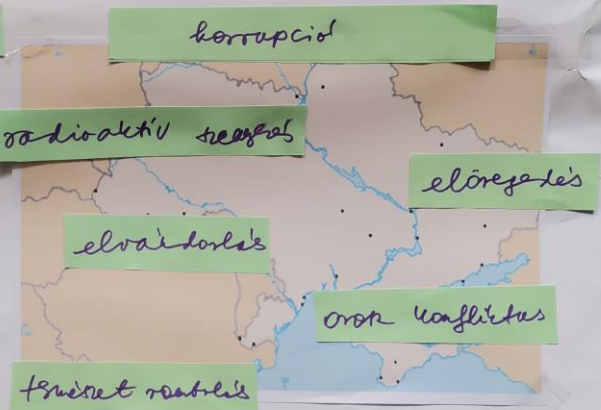 korrupció
radioaktív szennyezés
elöregedés
elvándorlás
orosz konfliktus
természet rombolás